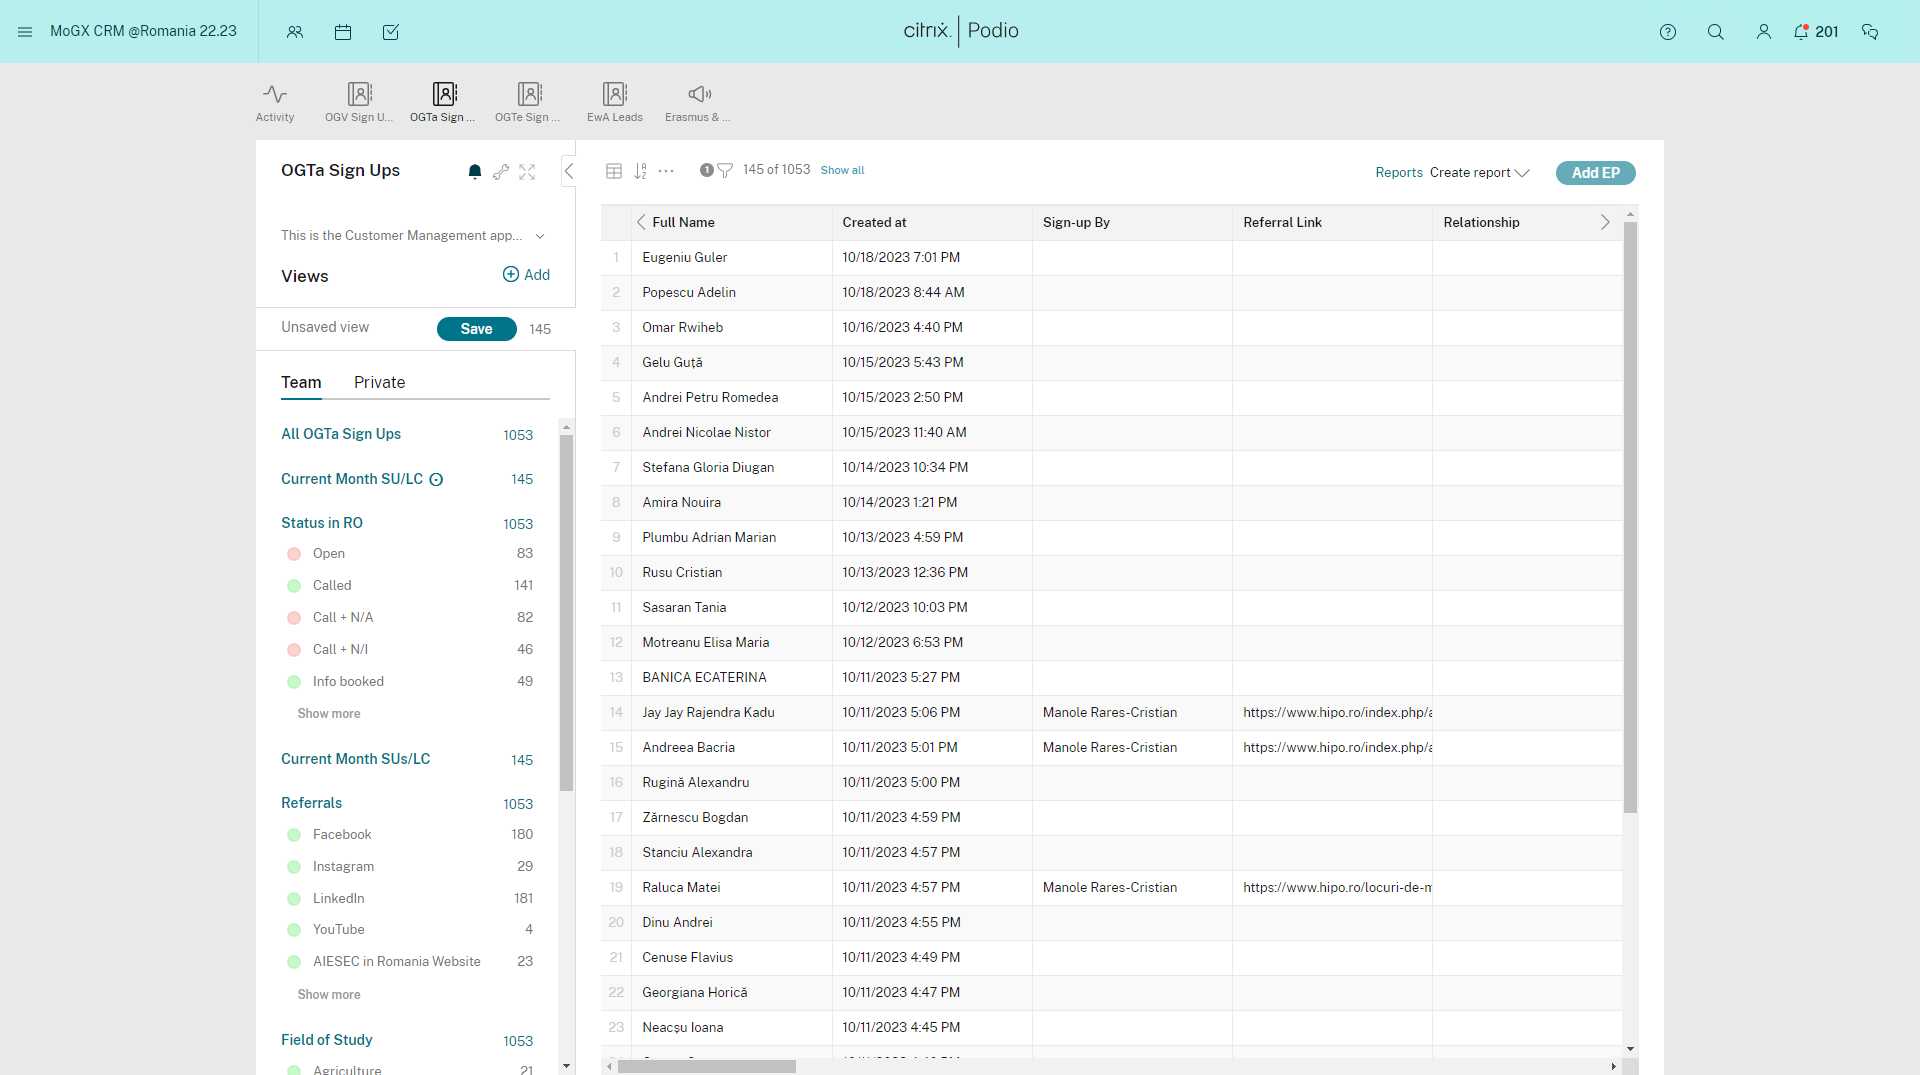 MoGX CRM @Romania 22.23
citrix. | Podio
201
Activity
OGV Sign U...
OGTa Sign ...
OGTe Sign ...
EwA Leads
Erasmus & ...
OGTa Sign Ups
This is the Customer Management app...
Views
Add
Unsaved view
Save
145
Team
Private
All OGTa Sign Ups 1053
Current Month SU/LC 145
Status in RO 1053
Open 83
Called 141
Call + N/A 82
Call + N/I 46
Info booked 49
Show more
Current Month SUs/LC 145
Referrals 1053
Facebook 180
Instagram 29
LinkedIn 181
YouTube 4
AIESEC in Romania Website 23
Show more
Field of Study 1053
Agriculture 21
1
145 of 1053 Show all
Reports Create report
Add EP
Full Name Created at Sign-up By Referral Link Relationship
1 Eugeniu Guler 10/18/2023 7:01 PM
2 Popescu Adelin 10/18/2023 8:44 AM
3 Omar Rwiheb 10/16/2023 4:40 PM
4 Gelu Guță 10/15/2023 5:43 PM
5 Andrei Petru Romedea 10/15/2023 2:50 PM
6 Andrei Nicolae Nistor 10/15/2023 11:40 AM
7 Stefana Gloria Diugan 10/14/2023 10:34 PM
8 Amira Nouira 10/14/2023 1:21 PM
9 Plumbu Adrian Marian 10/13/2023 4:59 PM
10 Rusu Cristian 10/13/2023 12:36 PM
11 Sasaran Tania 10/12/2023 10:03 PM
12 Motreanu Elisa Maria 10/12/2023 6:53 PM
13 BANICA ECATERINA 10/11/2023 5:27 PM
14 Jay Jay Rajendra Kadu 10/11/2023 5:06 PM Manole Rares-Cristian https://www.hipo.ro/index.php/a
15 Andreea Bacria 10/11/2023 5:01 PM Manole Rares-Cristian https://www.hipo.ro/index.php/a
16 Rugină Alexandru 10/11/2023 5:00 PM
17 Zărnescu Bogdan 10/11/2023 4:59 PM
18 Stanciu Alexandra 10/11/2023 4:57 PM
19 Raluca Matei 10/11/2023 4:57 PM Manole Rares-Cristian https://www.hipo.ro/locuri-de-m
20 Dinu Andrei 10/11/2023 4:55 PM
21 Cenuse Flavius 10/11/2023 4:49 PM
22 Georgiana Horică 10/11/2023 4:47 PM
23 Neacșu Ioana 10/11/2023 4:45 PM